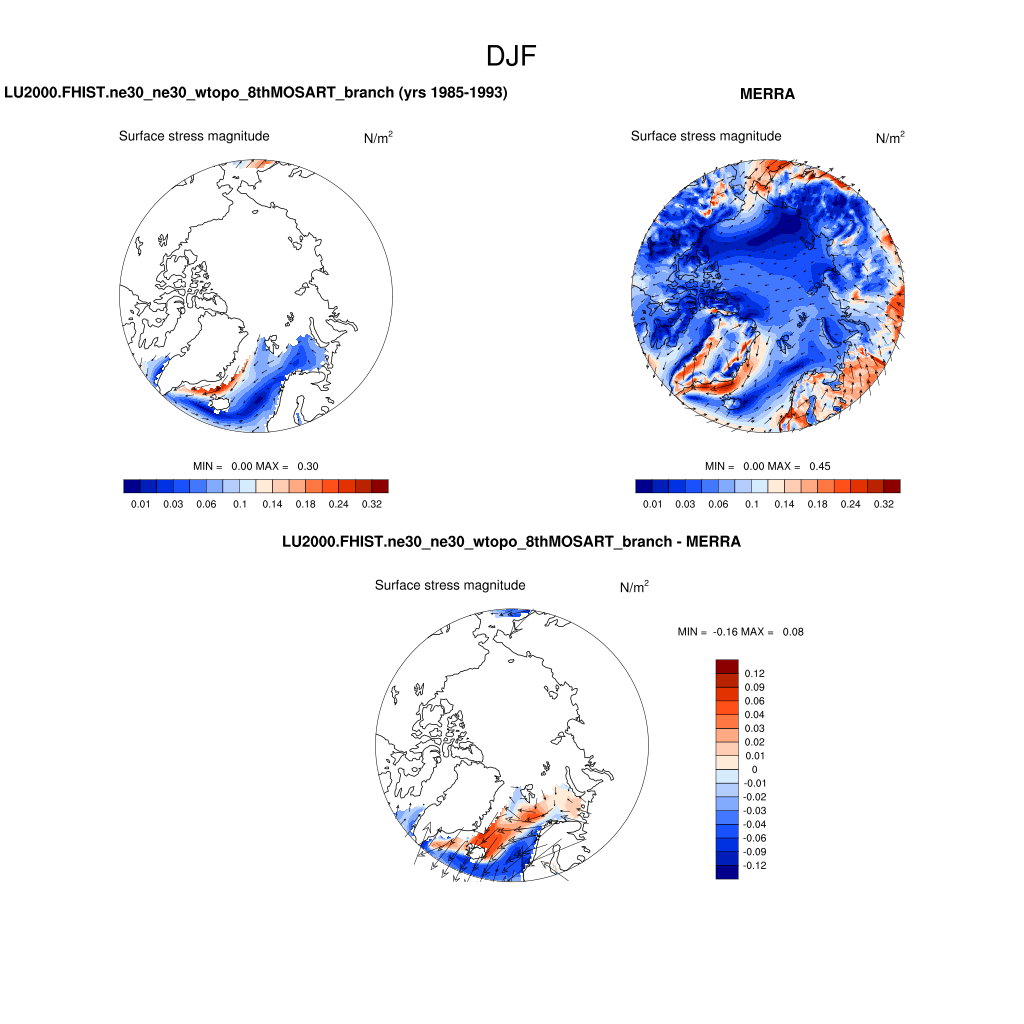 DJF
LU2000.FHIST.ne30_ne30_wtopo_8thMOSART_branch (yrs 1985-1993)
MERRA
Surface stress magnitude N/m2
Surface stress magnitude N/m2
MIN = 0.00 MAX = 0.30
MIN = 0.00 MAX = 0.45
0.01 0.03 0.06 0.1 0.14 0.18 0.24 0.32
0.01 0.03 0.06 0.1 0.14 0.18 0.24 0.32
LU2000.FHIST.ne30_ne30_wtopo_8thMOSART_branch - MERRA
Surface stress magnitude N/m2
MIN = -0.16 MAX = 0.08
0.12
0.09
0.06
0.04
0.03
0.02
0.01
0
-0.01
-0.02
-0.03
-0.04
-0.06
-0.09
-0.12